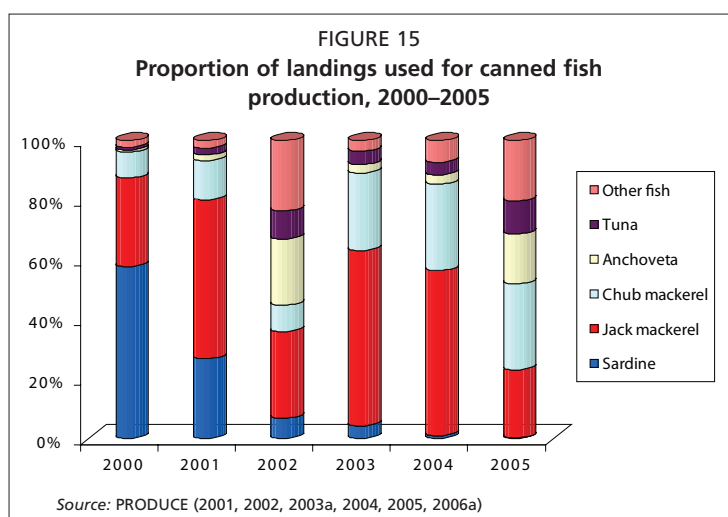 FIGURE 15
Proportion of landings used for canned fish
production, 2000–2005
100%
80%
60%
40%
20%
0%
2000 2001 2002 2003 2004 2005
Other fish
Tuna
Anchoveta
Chub mackerel
Jack mackerel
Sardine
Source: PRODUCE (2001, 2002, 2003a, 2004, 2005, 2006a)